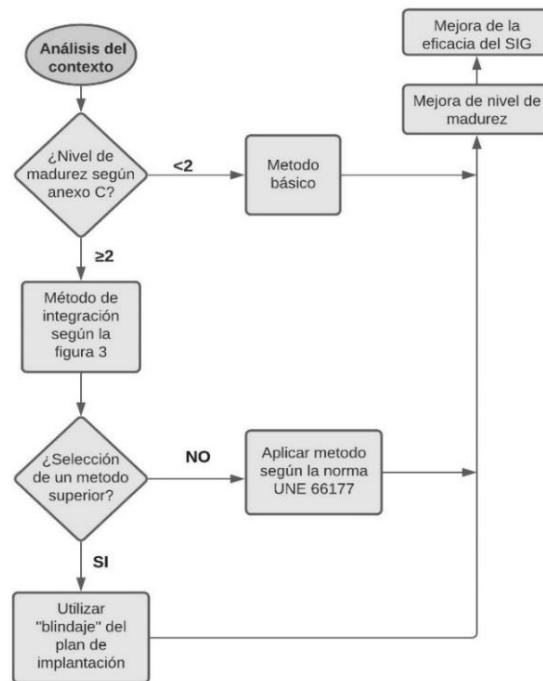 Análisis del
contexto
¿Nivel de
madurez según
anexo C?
<2
Metodo
básico
≥2
Método de
integración
según la
figura 3
¿Selección
de un metodo
superior?
NO
Aplicar metodo
según la norma
UNE 66177
SI
Utilizar
"blindaje" del
plan de
implantación
Mejora de nivel de
madurez
Mejora de la
eficacia del SIG